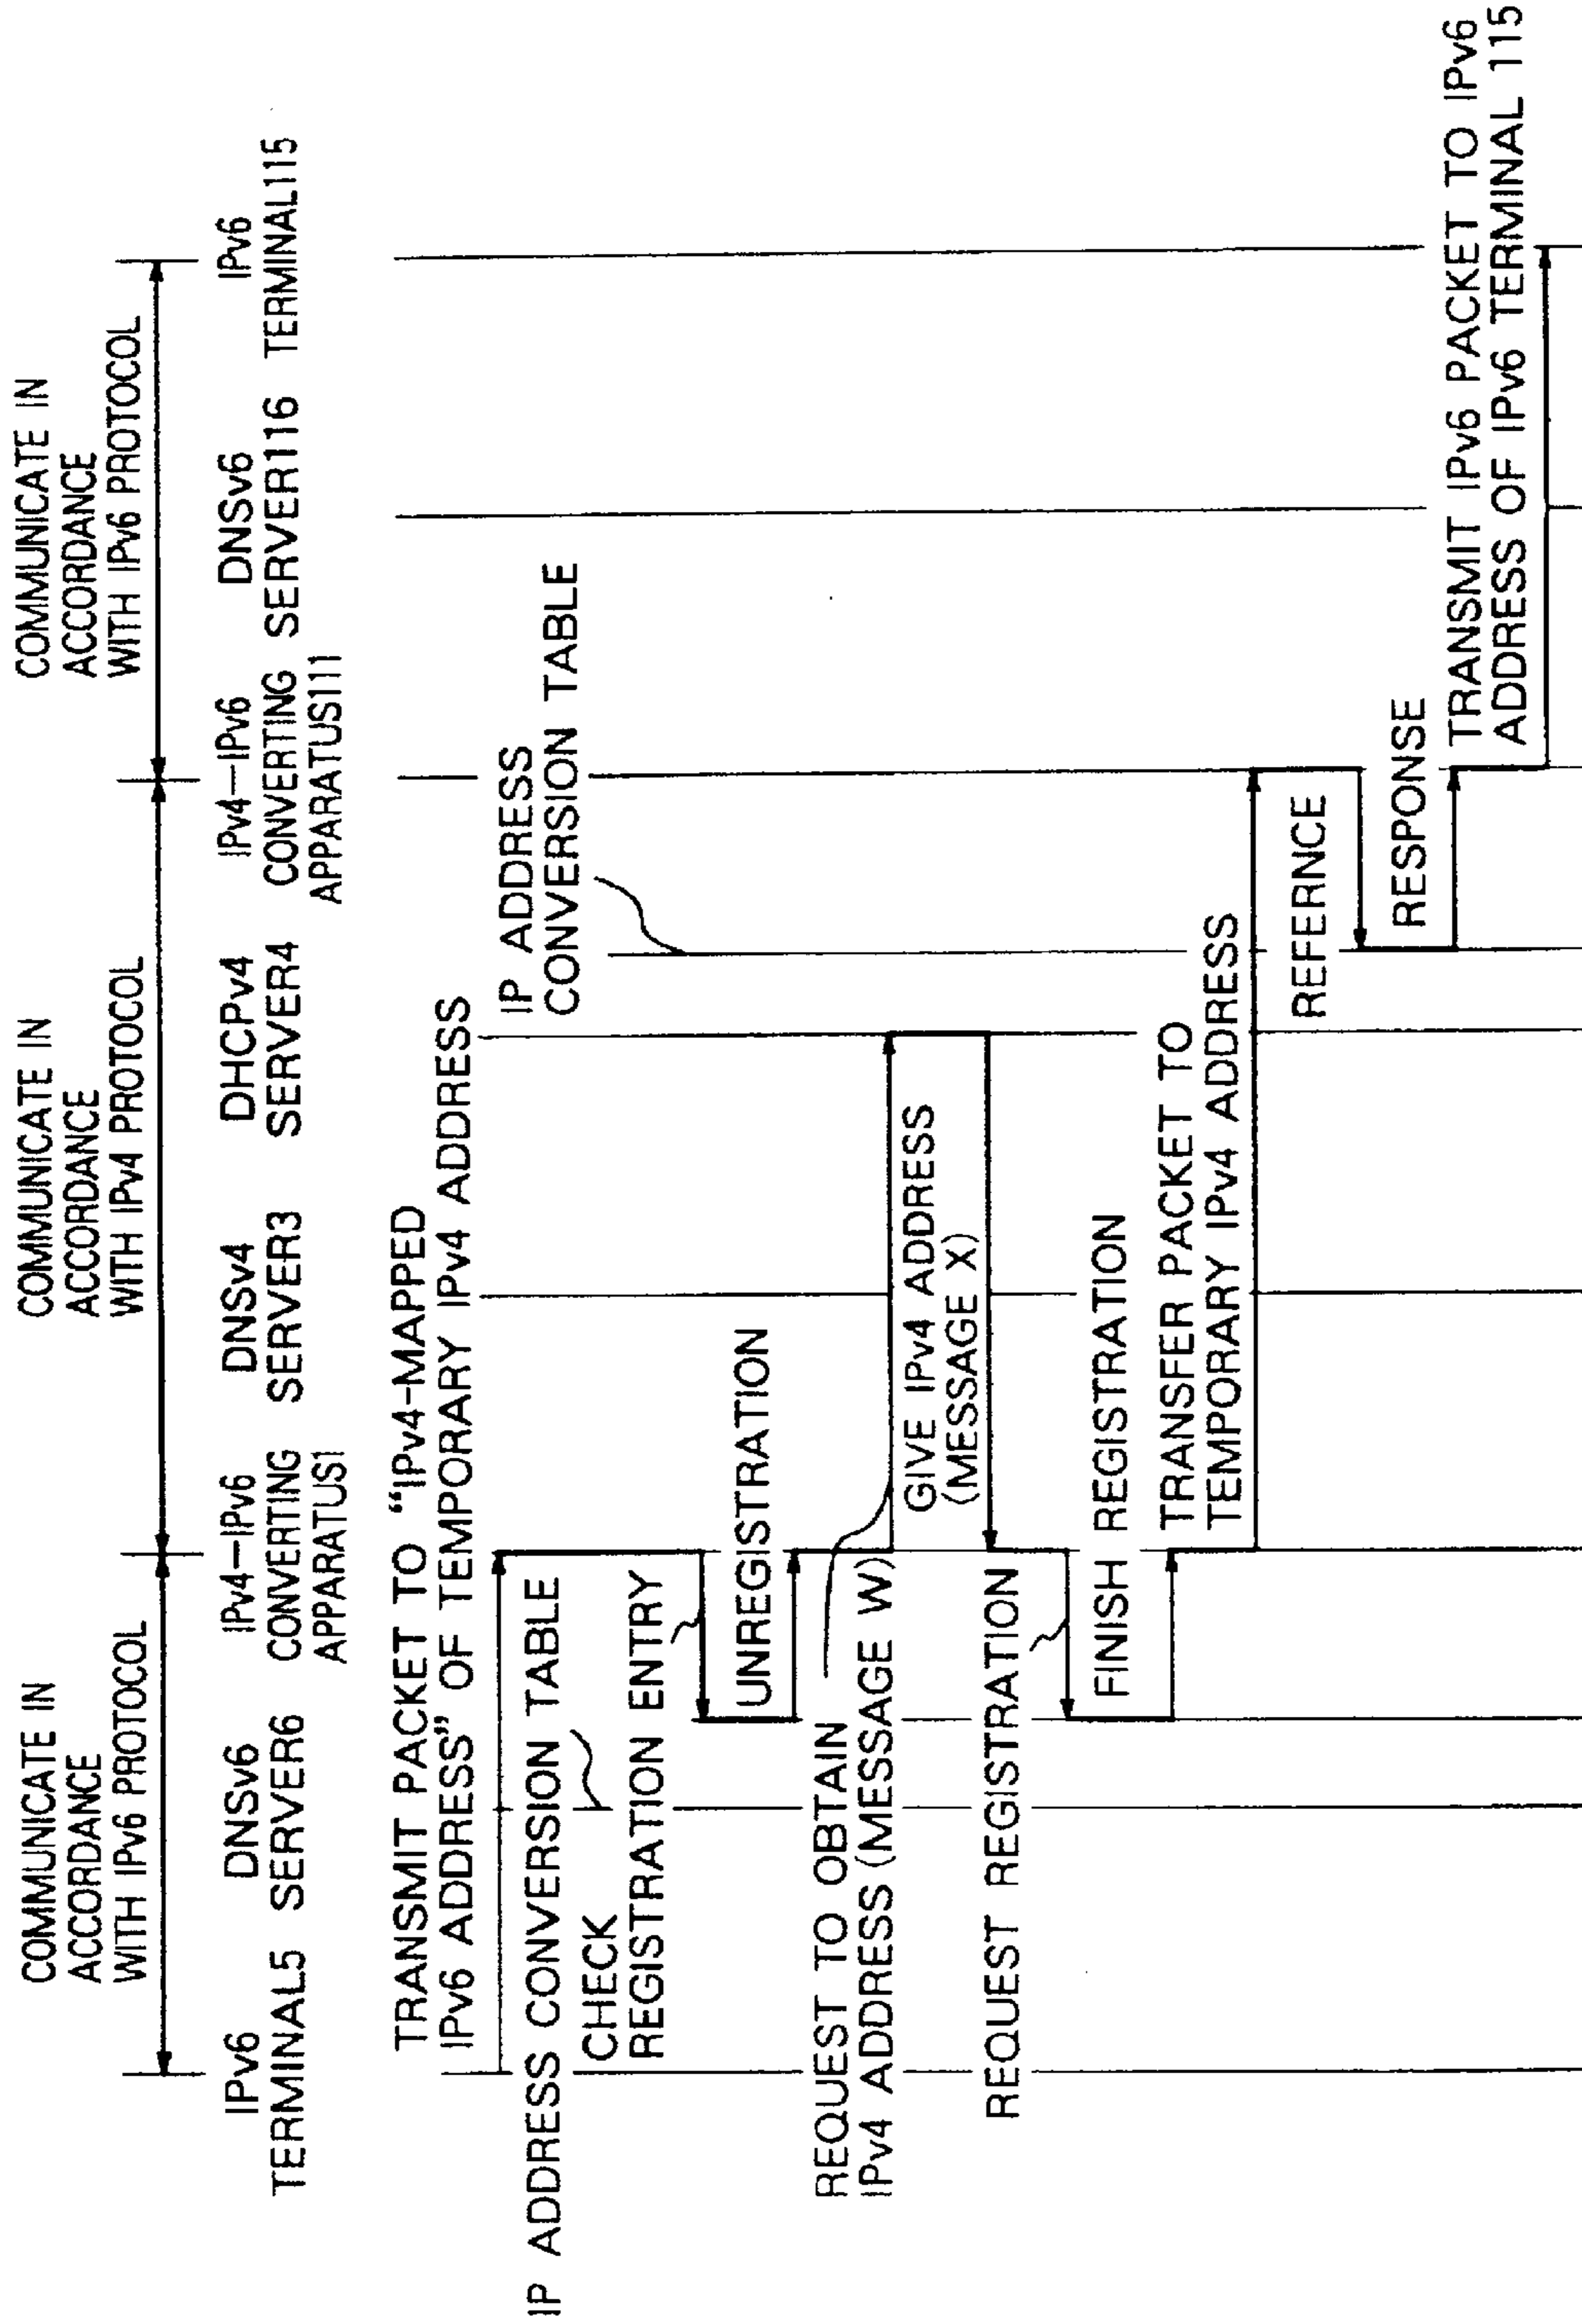 COMMUNICATE IN
ACCORDANCE
WITH IPv6 PROTOCOL
COMMUNICATE IN
ACCORDANCE
WITH IPv4 PROTOCOL
COMMUNICATE IN
ACCORDANCE
WITH IPv6 PROTOCOL
IPv6
TERMINAL5
DNSv6
SERVER6
IPv4-IPv6
CONVERTING
APPARATUS1
DNSv4
SERVER3
DHCPv4
SERVER4
IPv4-IPv6
CONVERTING
APPARATUS111
DNSv6
SERVER116
IPv6
TERMINAL115
TRANSMIT PACKET TO "IPv4-MAPPED
IPv6 ADDRESS" OF TEMPORARY IPv4 ADDRESS
IP ADDRESS CONVERSION TABLE
IP ADDRESS
CONVERSION TABLE
CHECK
REGISTRATION ENTRY
UNREGISTRATION
REQUEST TO OBTAIN
IPv4 ADDRESS (MESSAGE W)
GIVE IPv4 ADDRESS
(MESSAGE X)
REQUEST REGISTRATION
FINISH REGISTRATION
TRANSFER PACKET TO
TEMPORARY IPv4 ADDRESS
REFERNCE
RESPONSE
TRANSMIT IPv6 PACKET TO IPv6
ADDRESS OF IPv6 TERMINAL 115